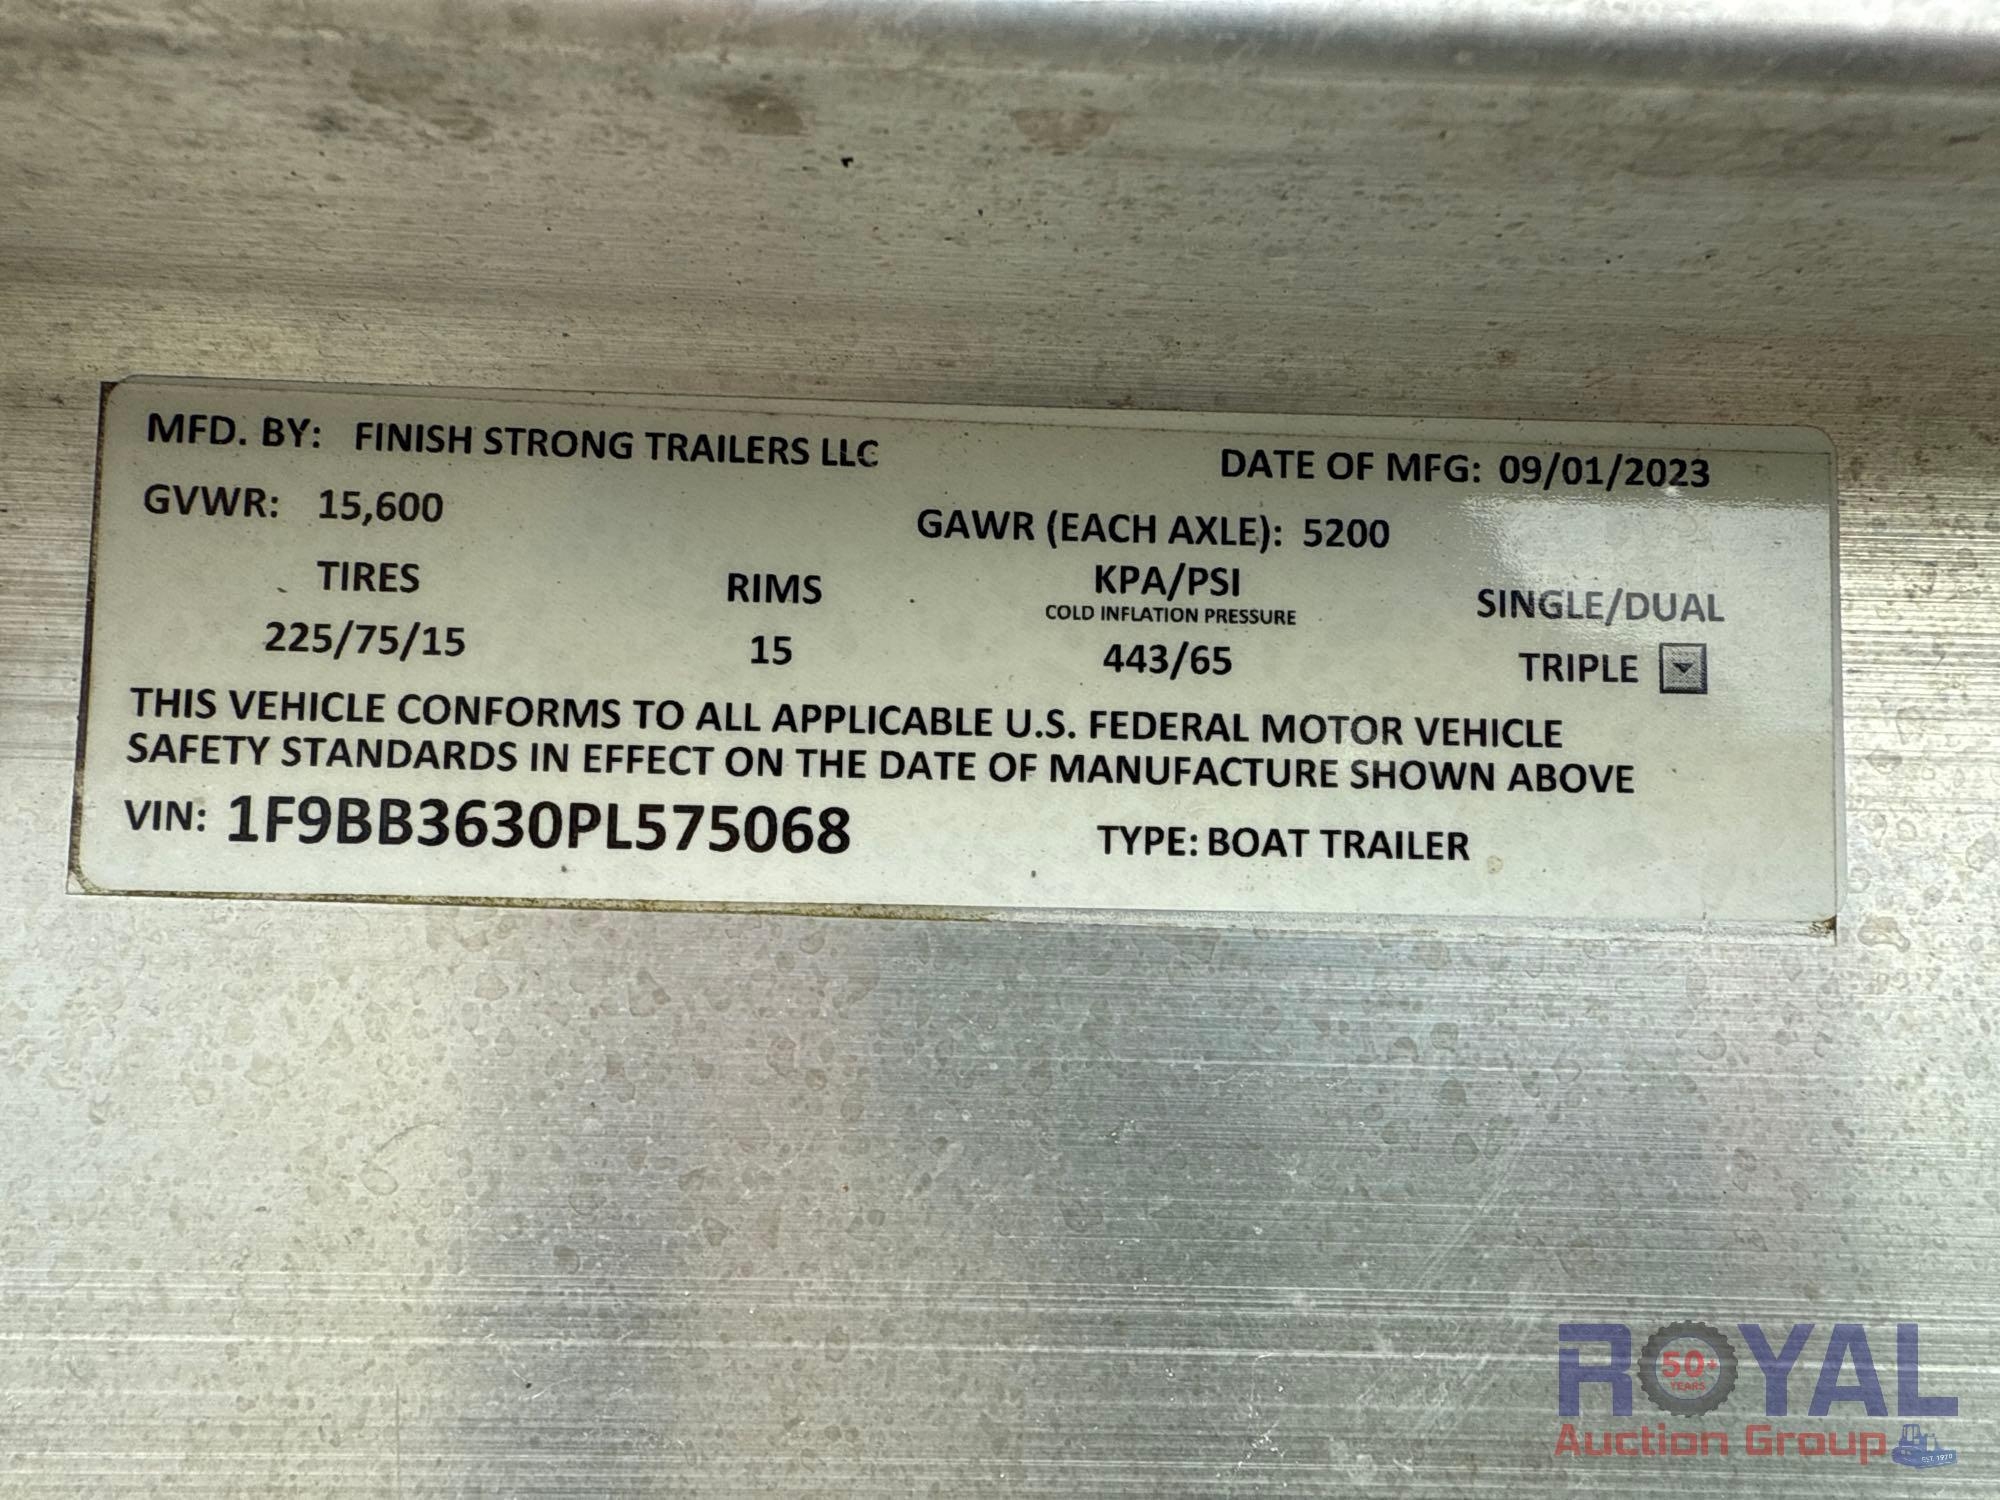 MFD. BY: FINISH STRONG TRAILERS LLC DATE OF MFG: 09/01/2023
GVWR: 15,600 GAWR (EACH AXLE): 5200
TIRES RIMS KPA/PSI SINGLE/DUAL
COLD INFLATION PRESSURE
225/75/15 15 443/65 TRIPLE
THIS VEHICLE CONFORMS TO ALL APPLICABLE U.S. FEDERAL MOTOR VEHICLE
SAFETY STANDARDS IN EFFECT ON THE DATE OF MANUFACTURE SHOWN ABOVE
VIN: 1F9BB3630PL575068 TYPE: BOAT TRAILER
ROYAL
50+
YEARS
Auction Group
EST. 1970